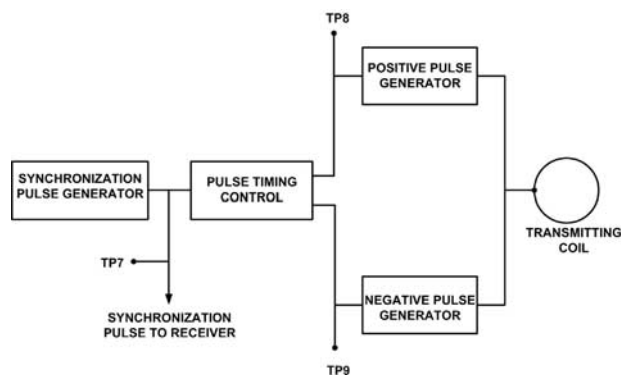 TP8
POSITIVE PULSE
GENERATOR
SYNCHRONIZATION
PULSE GENERATOR
PULSE TIMING
CONTROL
TRANSMITTING
COIL
TP7
SYNCHRONIZATION
PULSE TO RECEIVER
NEGATIVE PULSE
GENERATOR
TP9